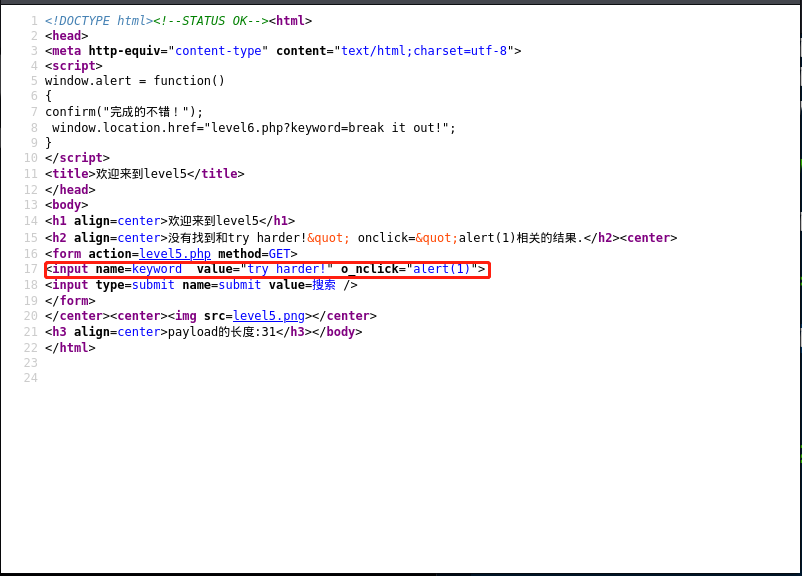 1 <!DOCTYPE html><!--STATUS OK--><html>
2 <head>
3 <meta http-equiv="content-type" content="text/html;charset=utf-8">
4 <script>
5 window.alert = function()
6 {
7 confirm("完成的不错！");
8  window.location.href="level6.php?keyword=break it out!";
9 }
10 </script>
11 <title>欢迎来到level5</title>
12 </head>
13 <body>
14 <h1 align=center>欢迎来到level5</h1>
15 <h2 align=center>没有找到和try harder!&quot; onclick=&quot;alert(1)相关的结果.</h2><center>
16 <form action=level5.php method=GET>
17 <input name=keyword  value="try harder!" o_nclick="alert(1)">
18 <input type=submit name=submit value=搜索 />
19 </form>
20 </center><center><img src=level5.png></center>
21 <h3 align=center>payload的长度:31</h3></body>
22 </html>
23
24